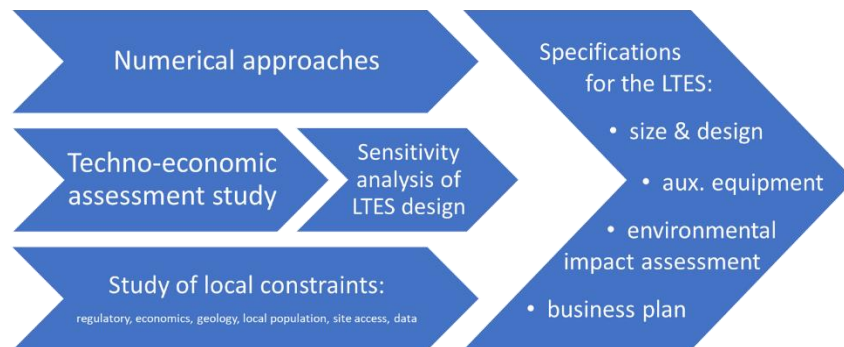 Numerical approaches
Techno-economic
assessment study
Sensitivity
analysis of
LTES design
Study of local constraints:
regulatory, economics, geology, local population, site access, data
Specifications
for the LTES:
• size & design
• aux. equipment
• environmental
impact assessment
• business plan